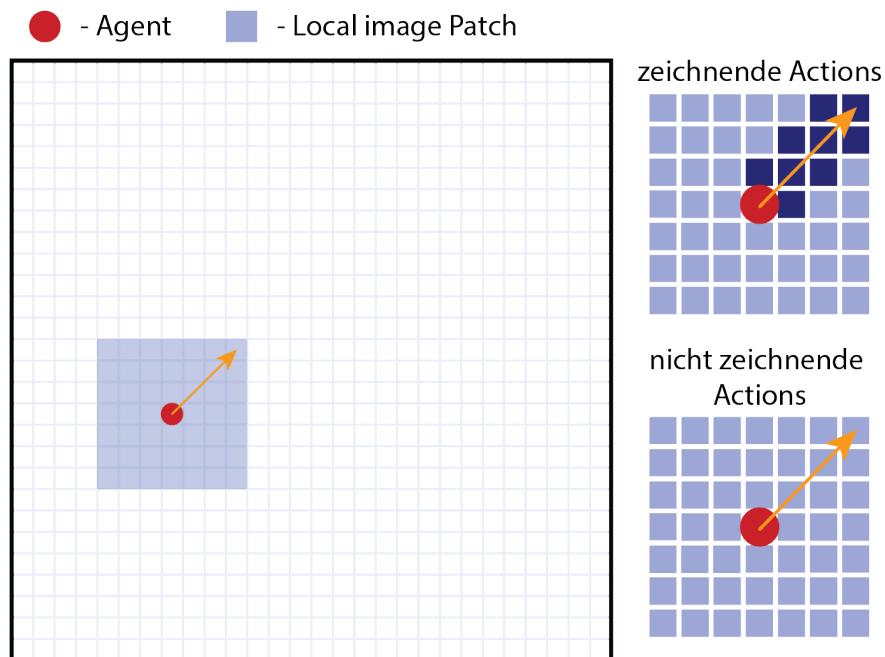 - Agent
- Local image Patch
zeichnende Actions
nicht zeichnende
Actions